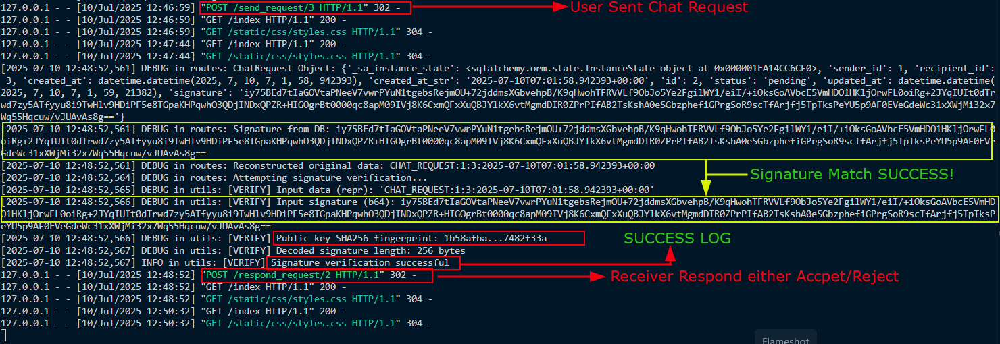 127.0.0.1 - - [10/Jul/2025 12:46:59] "POST /send_request/3 HTTP/1.1" 302 -
User Sent Chat Request
127.0.0.1 - - [10/Jul/2025 12:46:59] "GET /index HTTP/1.1" 200 -
127.0.0.1 - - [10/Jul/2025 12:46:59] "GET /static/css/styles.css HTTP/1.1" 304 -
127.0.0.1 - - [10/Jul/2025 12:47:44] "GET /index HTTP/1.1" 200 -
127.0.0.1 - - [10/Jul/2025 12:47:44] "GET /static/css/styles.css HTTP/1.1" 304 -
[2025-07-10 12:48:52,561] DEBUG in routes: ChatRequest Object: {'_sa_instance_state': <sqlalchemy.orm.state.InstanceState object at 0x000001EA14CC6CF0>, 'sender_id': 1, 'recipient_id':
3, 'created_at': datetime.datetime(2025, 7, 10, 7, 1, 58, 942393), 'created_at_str': '2025-07-10T07:01:58.942393+00:00', 'id': 2, 'status': 'pending', 'updated_at': datetime.datetime(
2025, 7, 10, 7, 1, 59, 21382), 'signature': 'iy75BEd7tIaGOVtaPNeeV7vwrPYuN1tgebsRejmOU+72jddmsXGbvehpB/K9qHwohTFRVVLf9ObJo5Ye2FgilWY1/eiI/+iOksGoAVbcE5VmHDO1HKljOrwFL0oiRg+2JYqIUIt0dTr
wd7zy5ATfyyu8i9TwHlv9HDiPF5e8TGpaKHPqwhO3QDjINDxQPZR+HIGOgrBt0000qc8apM09IVj8K6CxmQFxXuQBJYlkX6vtMgmdDIR0ZPrPIfAB2TsKshA0eSGbzphefiGPrgSoR9scTfArjfj5TpTksPeYU5p9AF0EVeGdeWc31xXWjMi32x7
Wq55Hqcuw/vJUAvAs8g=='}
[2025-07-10 12:48:52,561] DEBUG in routes: Signature from DB: iy75BEd7tIaGOVtaPNeeV7vwrPYuN1tgebsRejmOU+72jddmsXGbvehpB/K9qHwohTFRVVLf9ObJo5Ye2FgilWY1/eiI/+iOksGoAVbcE5VmHDO1HKljOrwFL0
oiRg+2JYqIUIt0dTrwd7zy5ATfyyu8i9TwHlv9HDiPF5e8TGpaKHPqwhO3QDjINDxQPZR+HIGOgrBt0000qc8apM09IVj8K6CxmQFxXuQBJYlkX6vtMgmdDIR0ZPrPIfAB2TsKshA0eSGbzphefiGPrgSoR9scTfArjfj5TpTksPeYU5p9AF0EVe
GdeWc31xXWjMi32x7Wq55Hqcuw/vJUAvAs8g==
[2025-07-10 12:48:52,561] DEBUG in routes: Reconstructed original data: CHAT_REQUEST:1:3:2025-07-10T07:01:58.942393+00:00
Signature Match SUCCESS!
[2025-07-10 12:48:52,564] DEBUG in routes: Attempting signature verification...
[2025-07-10 12:48:52,565] DEBUG in utils: [VERIFY] Input data (repr): 'CHAT_REQUEST:1:3:2025-07-10T07:01:58.942393+00:00'
[2025-07-10 12:48:52,566] DEBUG in utils: [VERIFY] Input signature (b64): iy75BEd7tIaGOVtaPNeeV7vwrPYuN1tgebsRejmOU+72jddmsXGbvehpB/K9qHwohTFRVVLf9ObJo5Ye2FgilWY1/eiI/+iOksGoAVbcE5VmHD
O1HKljOrwFL0oiRg+2JYqIUIt0dTrwd7zy5ATfyyu8i9TwHlv9HDiPF5e8TGpaKHPqwhO3QDjINDxQPZR+HIGOgrBt0000qc8apM09IVj8K6CxmQFxXuQBJYlkX6vtMgmdDIR0ZPrPIfAB2TsKshA0eSGbzphefiGPrgSoR9scTfArjfj5TpTksP
eYU5p9AF0EVeGdeWc31xXWjMi32x7Wq55Hqcuw/vJUAvAs8g==
[2025-07-10 12:48:52,566] DEBUG in utils: [VERIFY] Public key SHA256 fingerprint: 1b58afba...7482f33a
SUCCESS LOG
[2025-07-10 12:48:52,567] DEBUG in utils: [VERIFY] Decoded signature length: 256 bytes
[2025-07-10 12:48:52,567] INFO in utils: [VERIFY] Signature verification successful
127.0.0.1 - - [10/Jul/2025 12:48:52] "POST /respond_request/2 HTTP/1.1" 302 -
Receiver Respond either Accpet/Reject
127.0.0.1 - - [10/Jul/2025 12:48:52] "GET /index HTTP/1.1" 200 -
127.0.0.1 - - [10/Jul/2025 12:48:52] "GET /static/css/styles.css HTTP/1.1" 304 -
127.0.0.1 - - [10/Jul/2025 12:50:32] "GET /index HTTP/1.1" 200 -
127.0.0.1 - - [10/Jul/2025 12:50:32] "GET /static/css/styles.css HTTP/1.1" 304 -
Flameshot